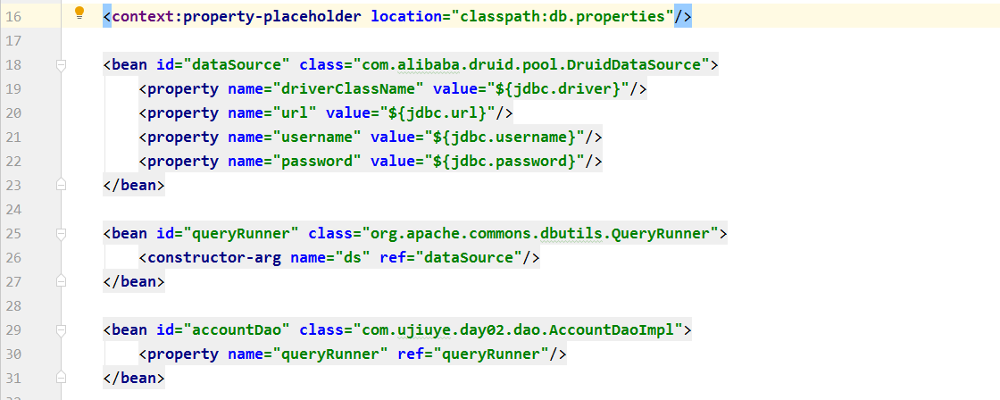 16 <context:property-placeholder location="classpath:db.properties"/>
17
18 <bean id="dataSource" class="com.alibaba.druid.pool.DruidDataSource">
19 <property name="driverClassName" value="${jdbc.driver}"/>
20 <property name="url" value="${jdbc.url}"/>
21 <property name="username" value="${jdbc.username}"/>
22 <property name="password" value="${jdbc.password}"/>
23 </bean>
24
25 <bean id="queryRunner" class="org.apache.commons.dbutils.QueryRunner">
26 <constructor-arg name="ds" ref="dataSource"/>
27 </bean>
28
29 <bean id="accountDao" class="com.ujiuye.day02.dao.AccountDaoImpl">
30 <property name="queryRunner" ref="queryRunner"/>
31 </bean>